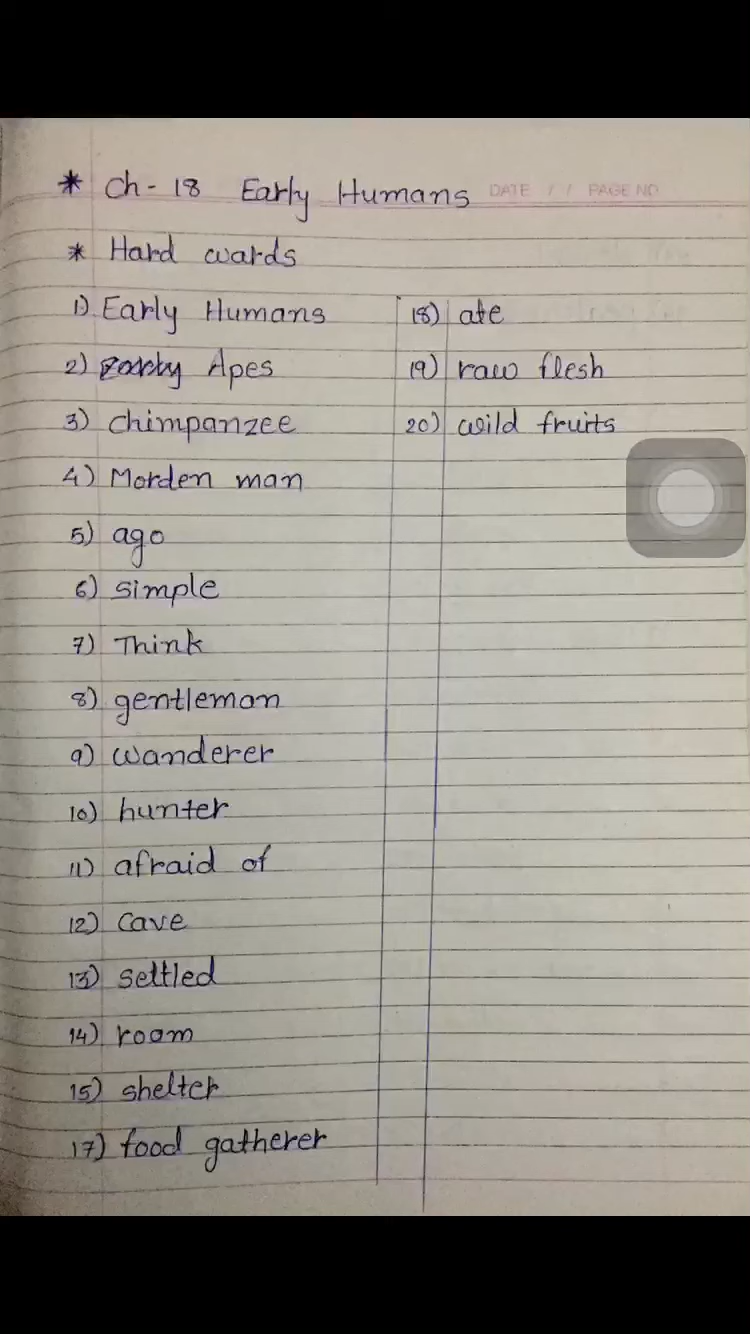 * Ch - 18 Early Humans DATE / / PAGE NO
* Hard wards
1) Early Humans
2) Early Apes
3) chimpanzee
4) Morden man
5) ago
6) simple
7) Think
8) gentleman
9) wanderer
10) hunter
11) afraid of
12) cave
13) settled
14) roam
15) shelter
17) food gatherer
18) ate
19) raw flesh
20) wild fruits